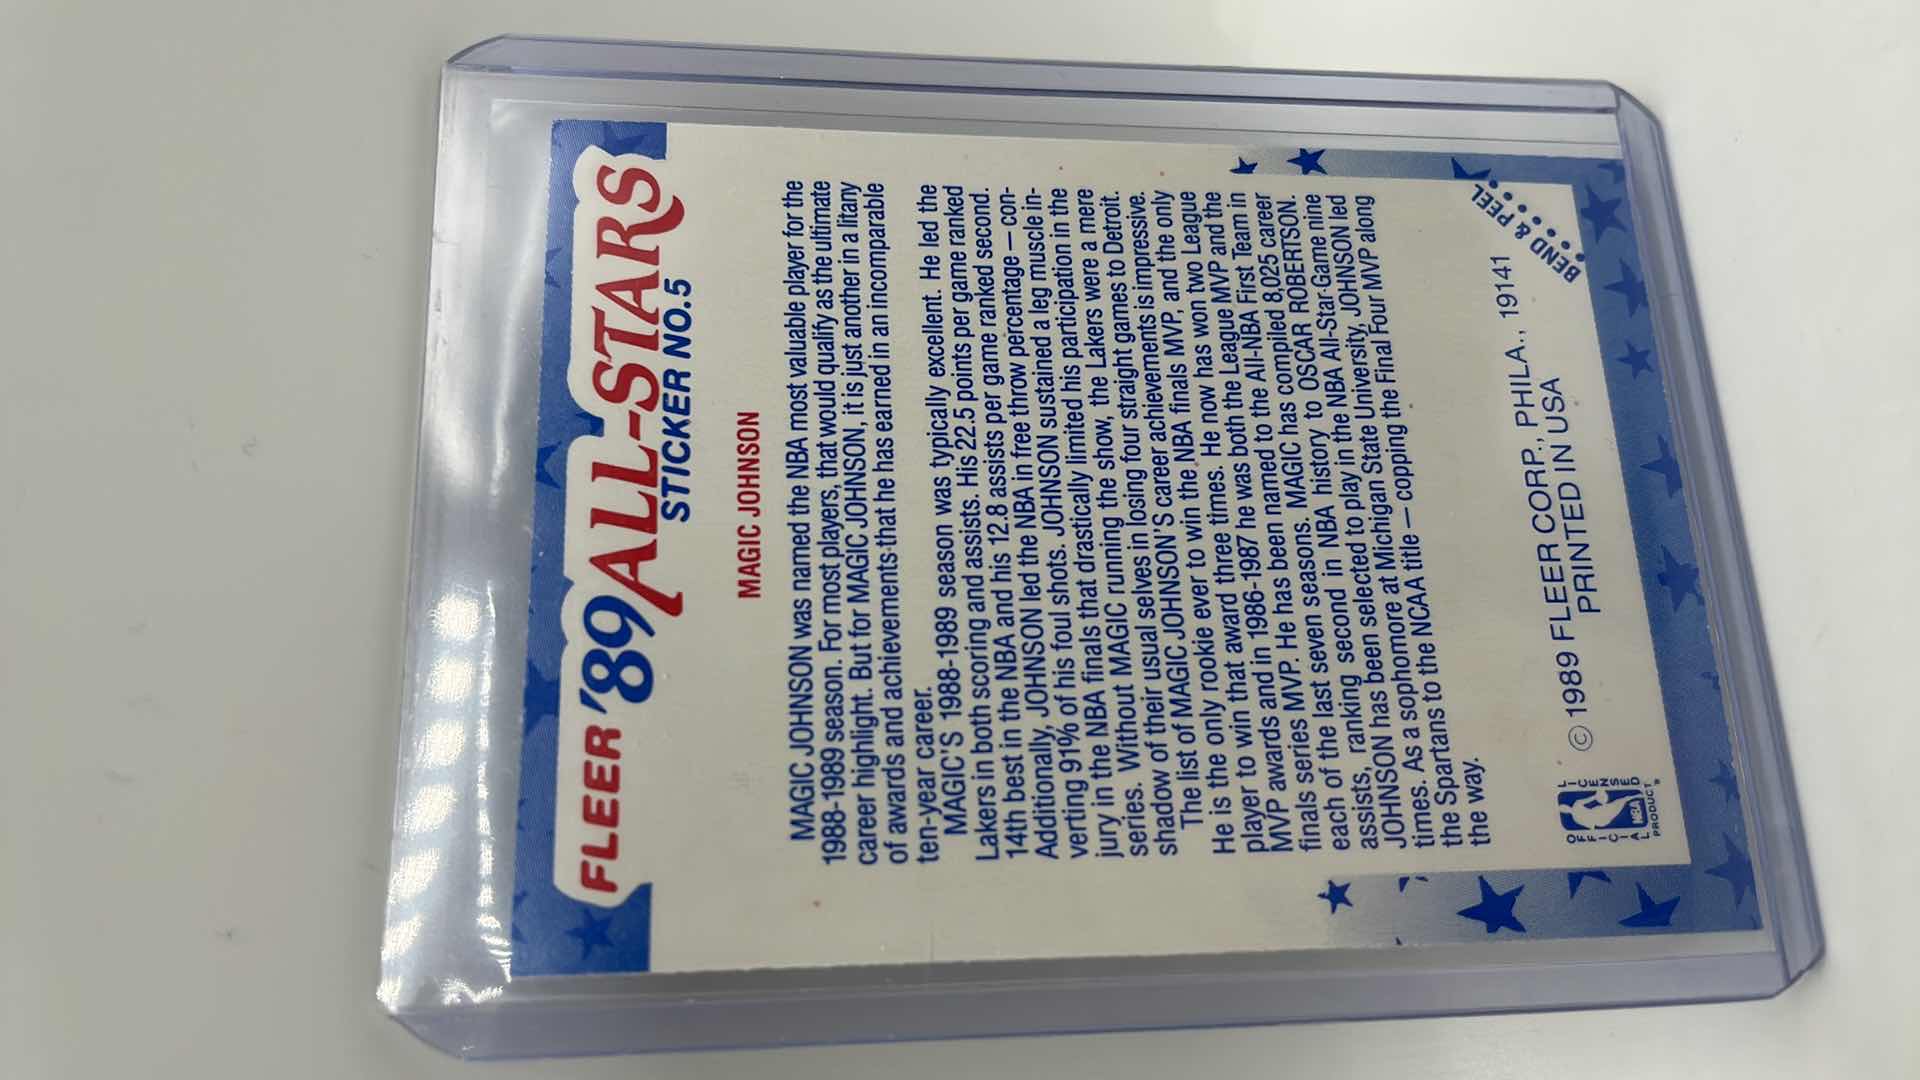 FLEER '89 ALL-STARS
STICKER NO.5
MAGIC JOHNSON
MAGIC JOHNSON was named the NBA most valuable player for the
1988-1989 season. For most players, that would qualify as the ultimate
career highlight. But for MAGIC JOHNSON, it is just another in a litany
of awards and achievements that he has earned in an incomparable
ten-year career.
MAGIC'S 1988-1989 season was typically excellent. He led the
Lakers in both scoring and assists. His 22.5 points per game ranked
14th best in the NBA and his 12.8 assists per game ranked second.
Additionally, JOHNSON led the NBA in free throw percentage — con-
verting 91% of his foul shots. JOHNSON sustained a leg muscle in-
jury in the NBA finals that drastically limited his participation in the
series. Without MAGIC running the show, the Lakers were a mere
shadow of their usual selves in losing four straight games to Detroit.
The list of MAGIC JOHNSON'S career achievements is impressive.
He is the only rookie ever to win the NBA finals MVP, and the only
player to win that award three times. He now has won two League
MVP awards and in 1986-1987 he was both the League MVP and the
finals series MVP. He has been named to the All-NBA First Team in
each of the last seven seasons. MAGIC has compiled 8,025 career
assists, ranking second in NBA history to OSCAR ROBERTSON.
JOHNSON has been selected to play in the NBA All-Star Game nine
times. As a sophomore at Michigan State University, JOHNSON led
the Spartans to the NCAA title — copping the Final Four MVP along
the way.
BEND & PEEL
OFFICIAL LICENSED
NBA
PRODUCT ®
© 1989 FLEER CORP., PHILA., 19141
PRINTED IN USA